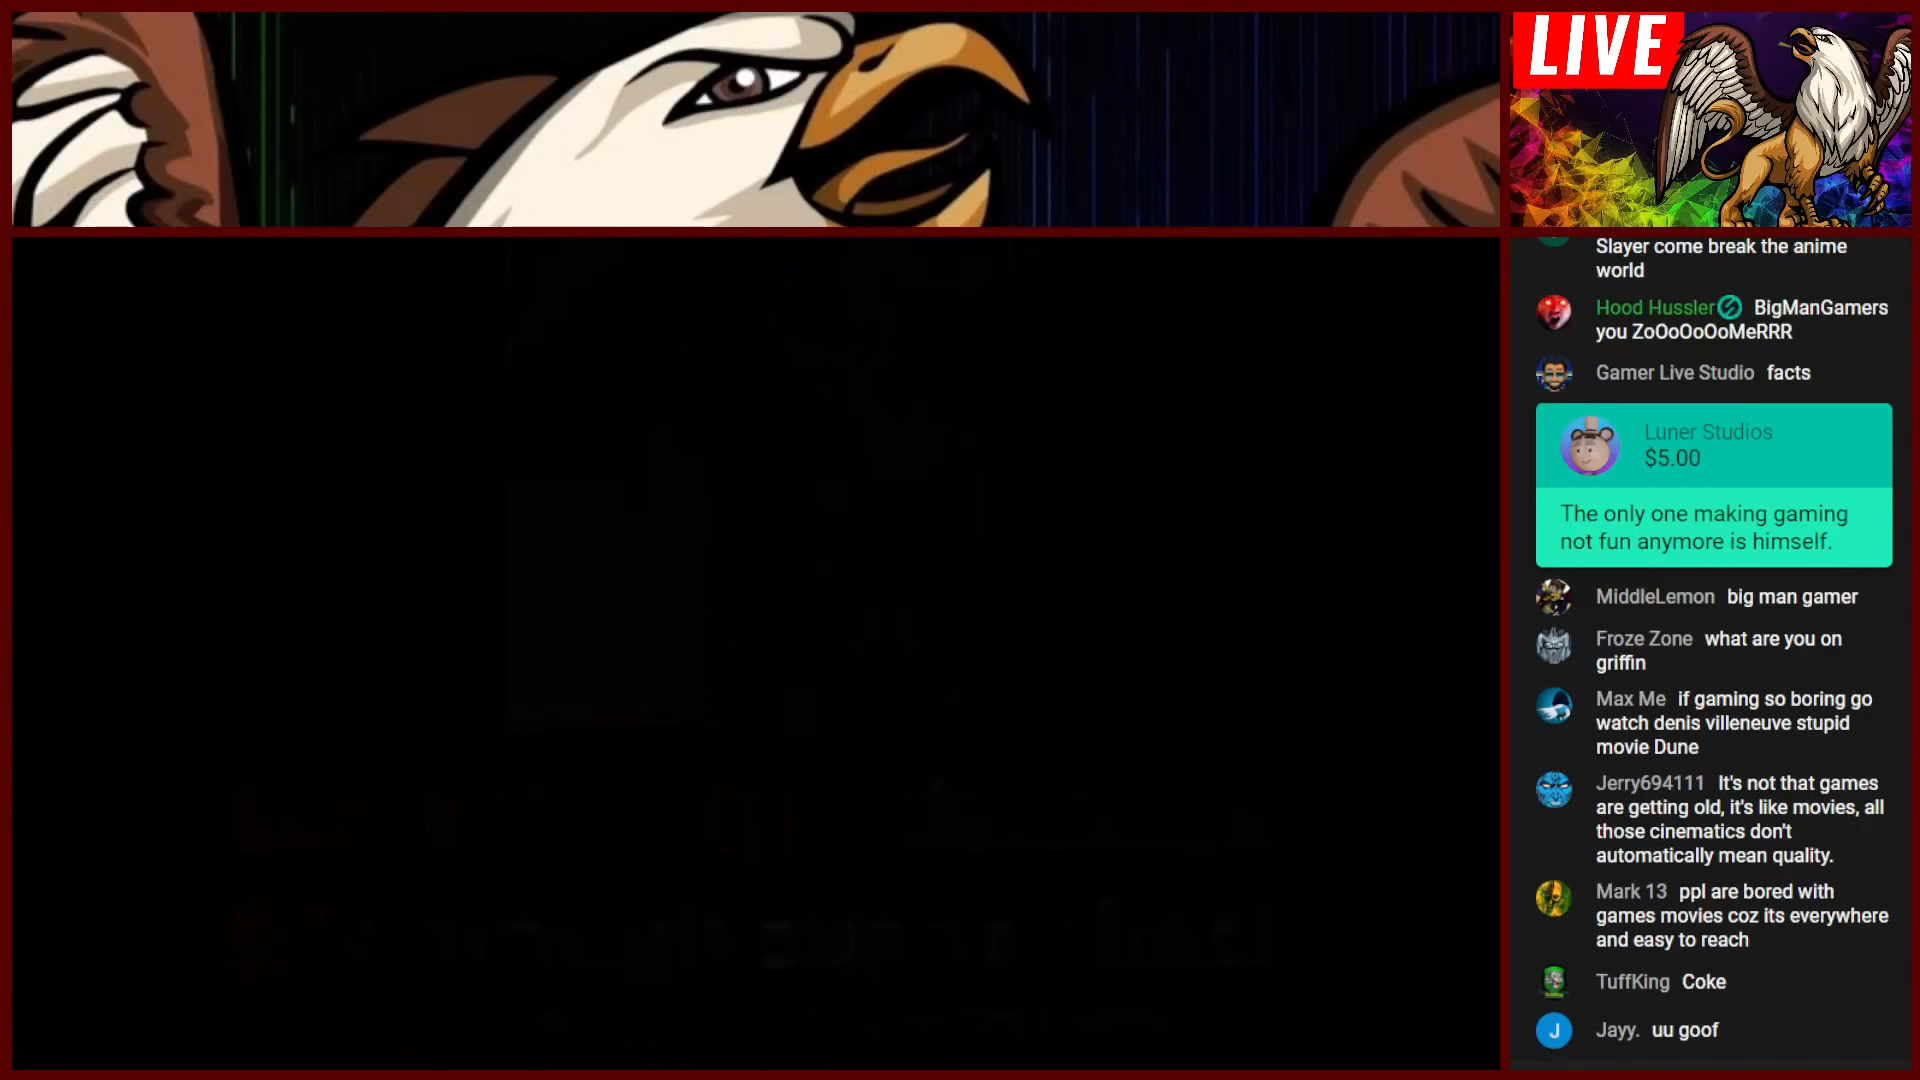 LIVE
Slayer come break the anime
world
Hood Hussler BigManGamers
you ZoOoOoOoMeRRR
Gamer Live Studio facts
Luner Studios
$5.00
The only one making gaming
not fun anymore is himself.
MiddleLemon big man gamer
Froze Zone what are you on
griffin
Max Me if gaming so boring go
watch denis villeneuve stupid
movie Dune
Jerry694111 It's not that games
are getting old, it's like movies, all
those cinematics don't
automatically mean quality.
Mark 13 ppl are bored with
games movies coz its everywhere
and easy to reach
TuffKing Coke
J Jayy. uu goof